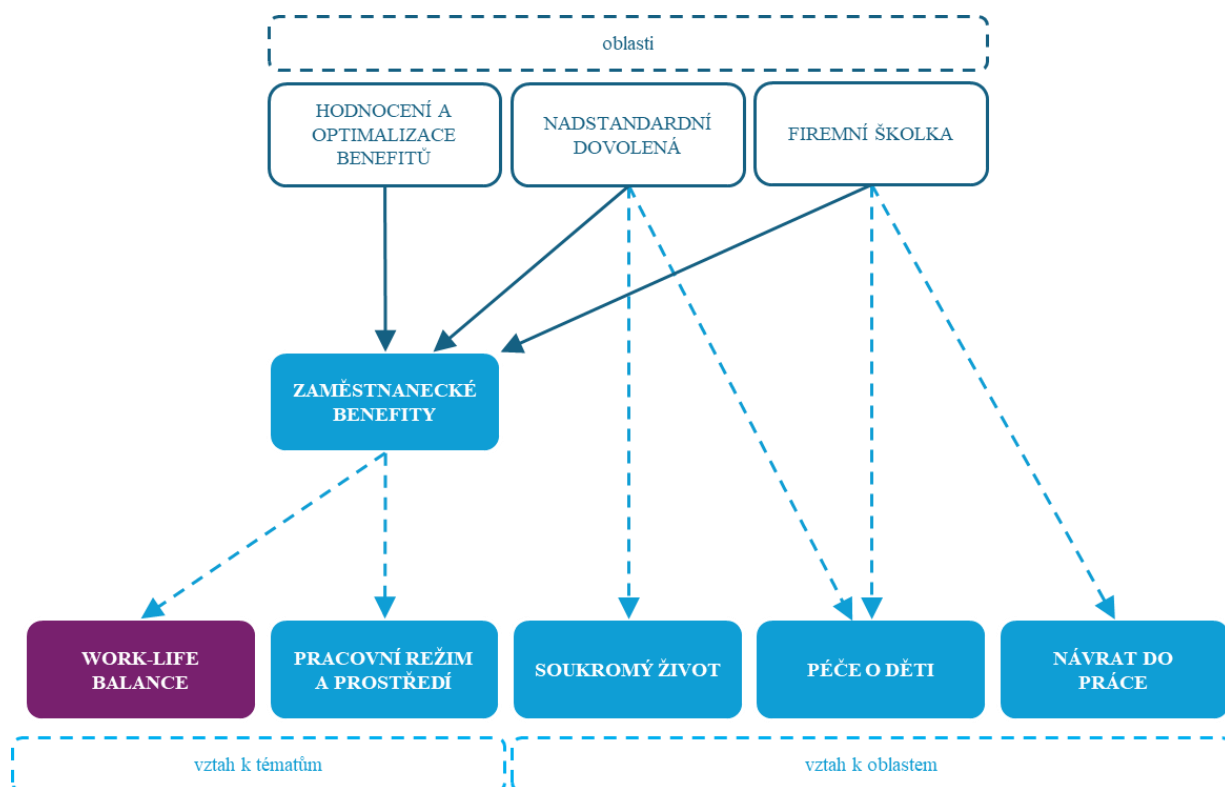 oblasti
HODNOCENÍ A
OPTIMALIZACE
BENEFITŮ
NADSTANDARDNÍ
DOVOLENÁ
FIREMNÍ ŠKOLKA
ZAMĚSTNANECKÉ
BENEFITY
WORK-LIFE
BALANCE
PRACOVNÍ REŽIM
A PROSTŘEDÍ
SOUKROMÝ ŽIVOT
PÉČE O DĚTI
NÁVRAT DO
PRÁCE
vztah k tématům
vztah k oblastem